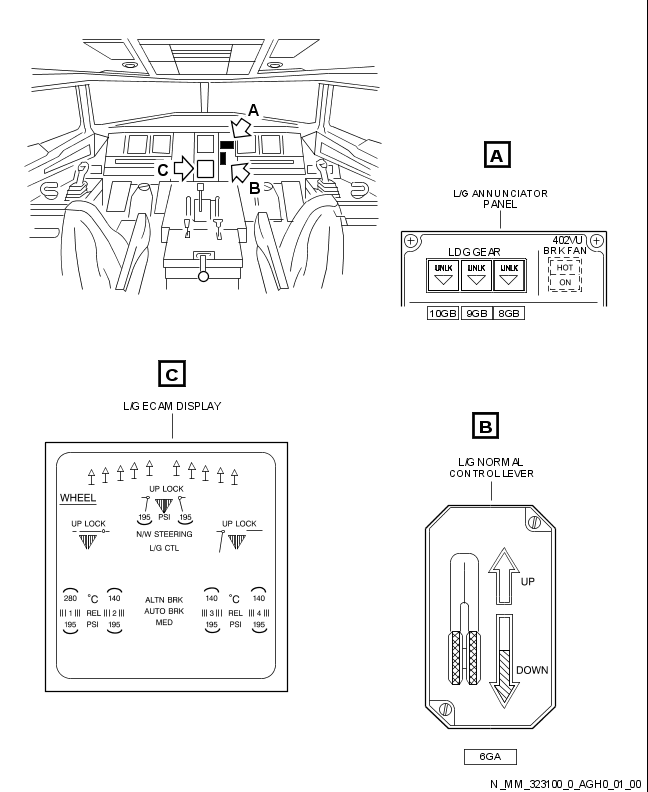 A
C
B
A
L/G ANNUNCIATOR
PANEL
402VU
LDG GEAR
BRK FAN
UNLK UNLK UNLK
HOT
ON
10GB 9GB 8GB
C
L/G ECAM DISPLAY
WHEEL
UP LOCK
195 PSI 195
UP LOCK
UP LOCK
N/W STEERING
L/G CTL
280 °C 140
ALTN BRK
140 °C 140
1 REL 2
AUTO BRK
3 REL 4
195 PSI 195
MED
195 PSI 195
B
L/G NORMAL
CONTROL LEVER
UP
DOWN
6GA
N_MM_323100_0_AGH0_01_00